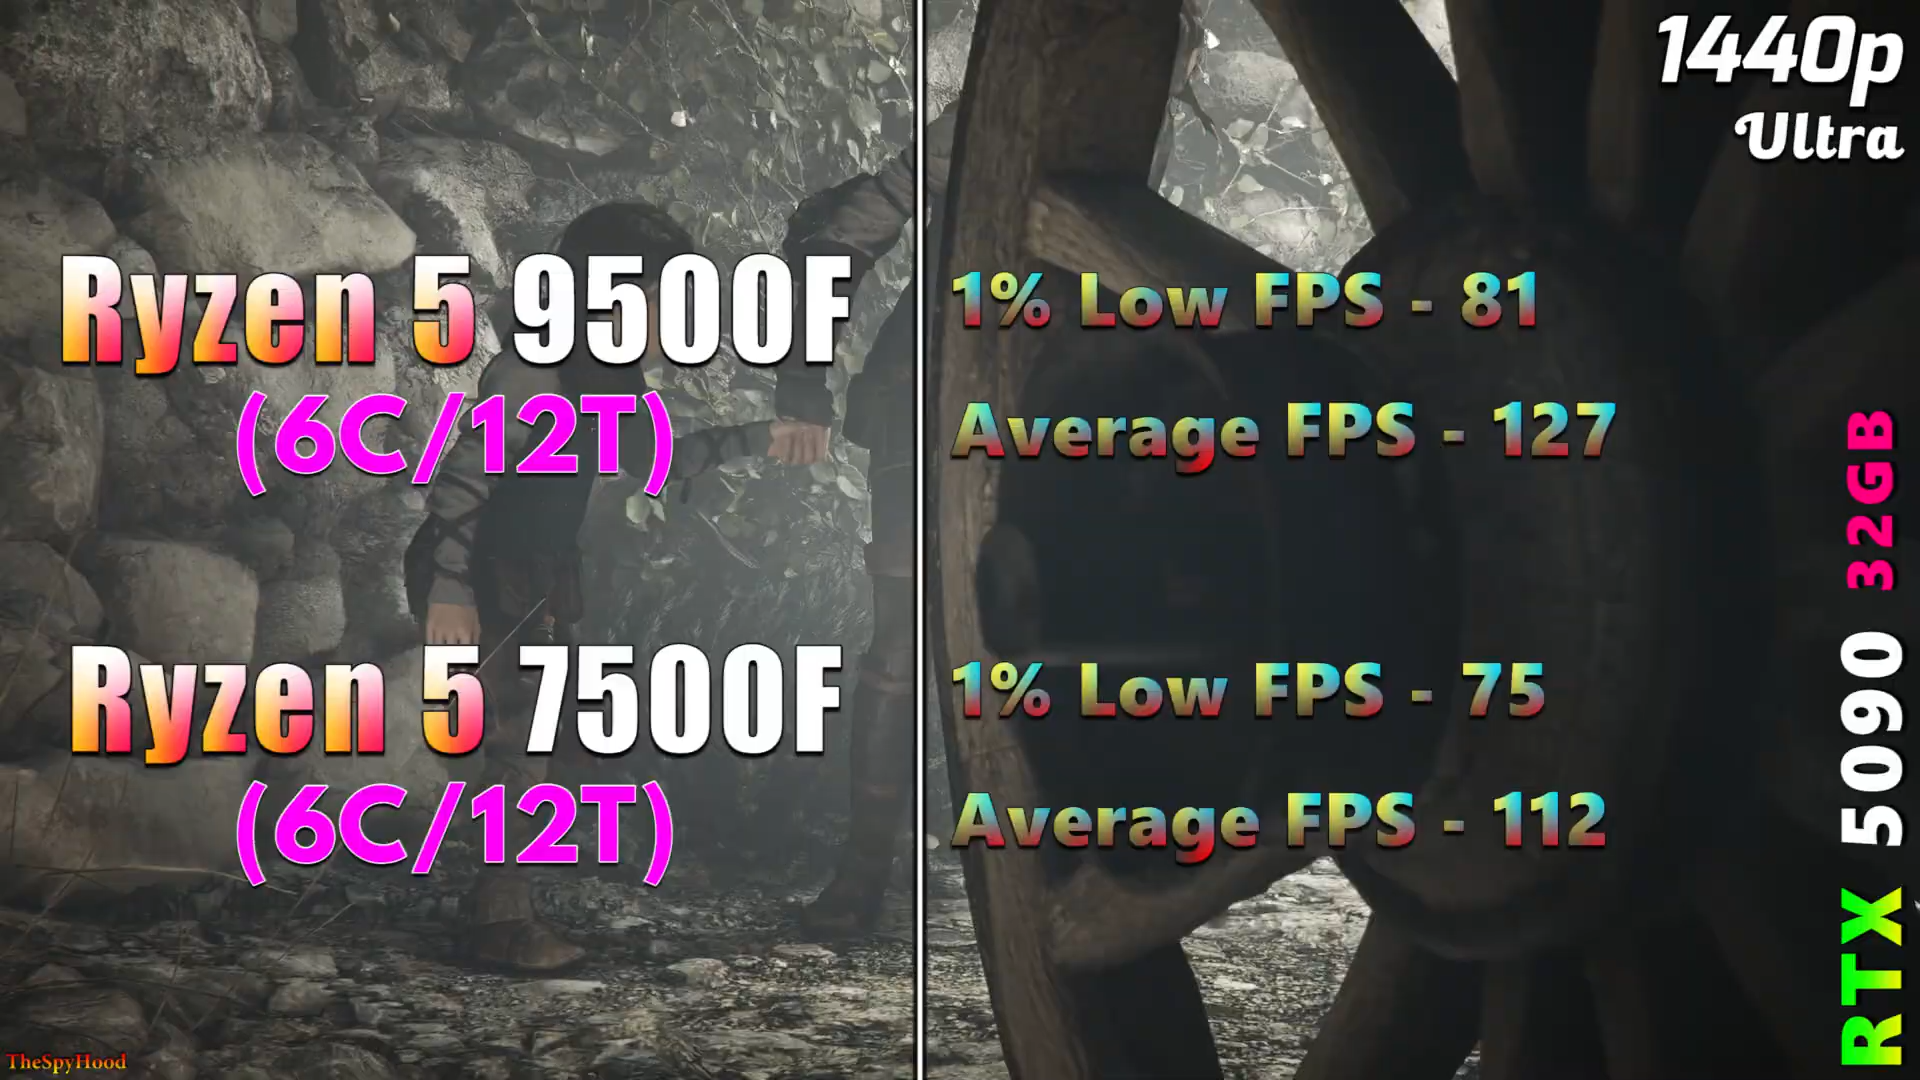 1440p
Ultra
Ryzen 5 9500F
(6C/12T)
1% Low FPS - 81
Average FPS - 127
Ryzen 5 7500F
(6C/12T)
1% Low FPS - 75
Average FPS - 112
RTX 5090 32GB
TheSpyHood